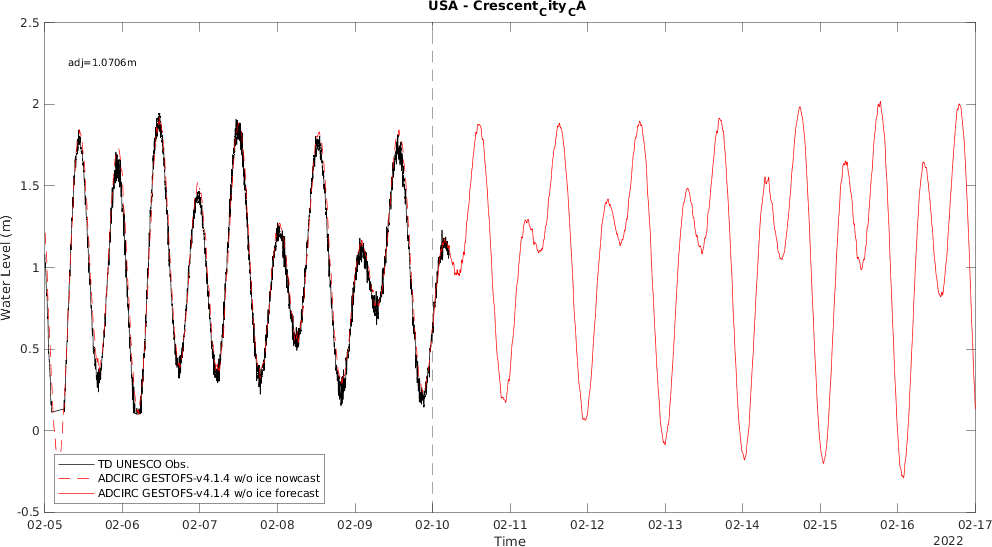 USA - Crescent_City_CA
2.5
adj=1.0706m
2
1.5
1
0.5
0
-0.5
Water Level (m)
TD UNESCO Obs.
ADCIRC GESTOFS-v4.1.4 w/o ice nowcast
ADCIRC GESTOFS-v4.1.4 w/o ice forecast
02-05 02-06 02-07 02-08 02-09 02-10 02-11 02-12 02-13 02-14 02-15 02-16 02-17
Time
2022